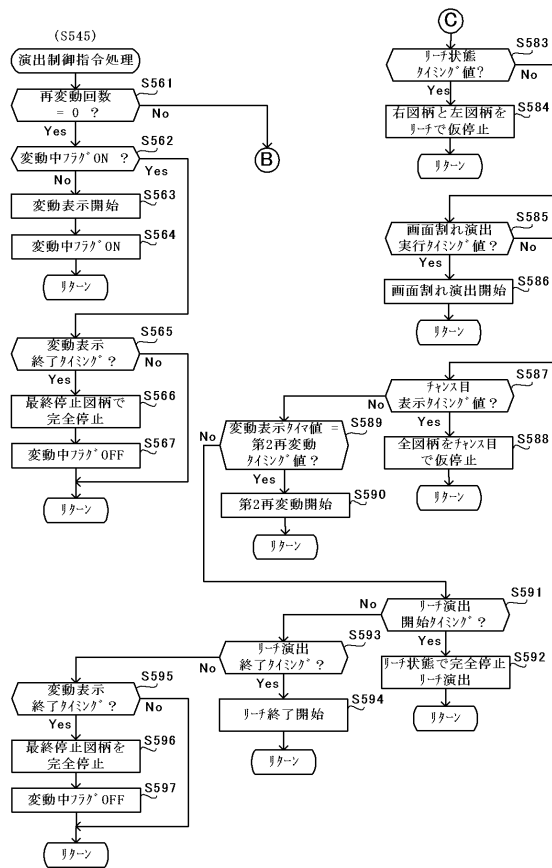 (S545)
演出制御指令処理
S561
再変動回数
= 0 ?
No
Yes
B
S562
変動中フラグON ?
Yes
No
S563
変動表示開始
S564
変動中フラグON
リターン
S565
変動表示
終了タイミング?
No
Yes
S566
最終停止図柄で
完全停止
S567
変動中フラグOFF
リターン
C
S583
リーチ状態
タイミング値?
No
Yes
S584
右図柄と左図柄を
リーチで仮停止
リターン
S585
画面割れ演出
実行タイミング値?
No
Yes
S586
画面割れ演出開始
リターン
S587
チャンス目
表示タイミング値?
No
Yes
S588
全図柄をチャンス目
で仮停止
リターン
S589
変動表示タイマ値=
第2再変動
タイミング値?
No
Yes
S590
第2再変動開始
リターン
S591
リーチ演出
開始タイミング?
No
Yes
S592
リーチ状態で完全停止
リーチ演出
リターン
S593
リーチ演出
終了タイミング?
No
Yes
S594
リーチ終了開始
リターン
S595
変動表示
終了タイミング?
No
Yes
S596
最終停止図柄を
完全停止
S597
変動中フラグOFF
リターン